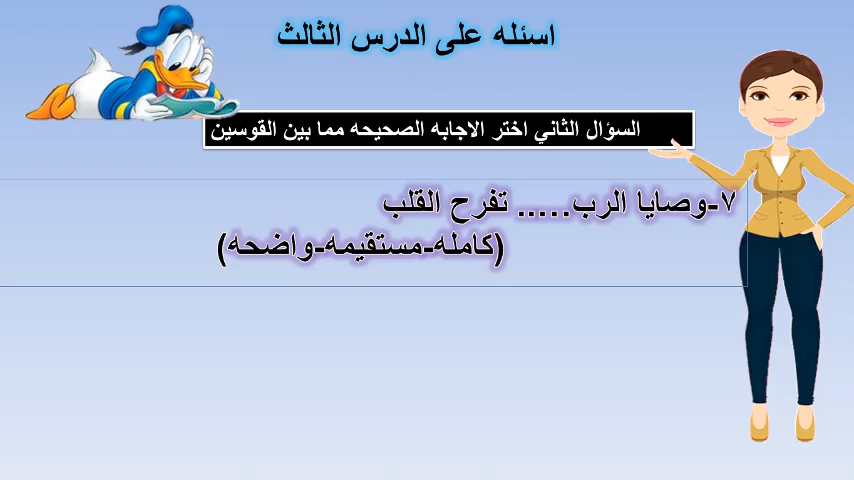 اسئله على الدرس الثالث
السؤال الثاني اختر الاجابه الصحيحه مما بين القوسين
٧-وصايا الرب..... تفرح القلب
(كامله-مستقيمه-واضحه)